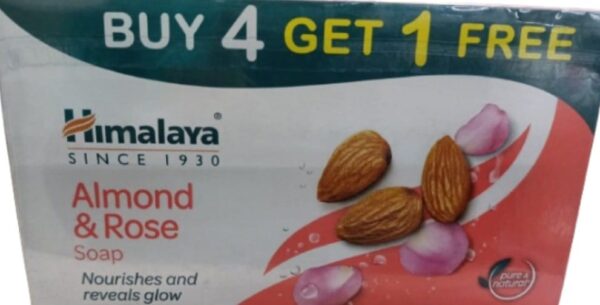 BUY 4 GET 1 FREE
Himalaya®
SINCE 1930
Almond
& Rose
Soap
Nourishes and
reveals glow
pure &
natural